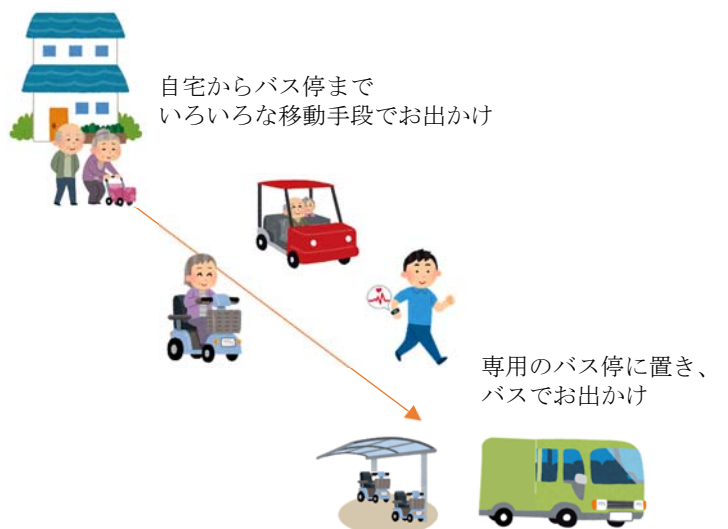 自宅からバス停まで
いろいろな移動手段でお出かけ
専用のバス停に置き、
バスでお出かけ